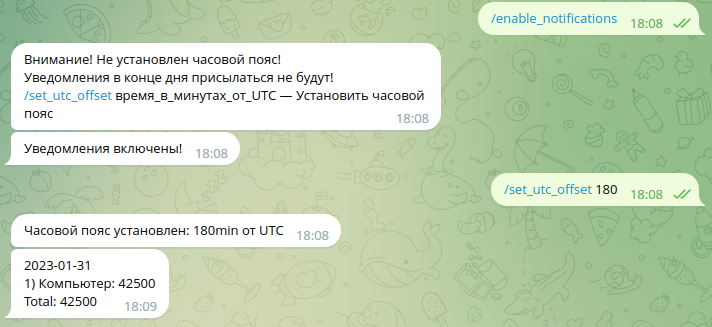 /enable_notifications 18:08
Внимание! Не установлен часовой пояс!
Уведомления в конце дня присылаться не будут!
/set_utc_offset время_в_минутах_от_UTC — Установить часовой
пояс 18:08
Уведомления включены! 18:08
/set_utc_offset 180 18:08
Часовой пояс установлен: 180min от UTC 18:08
2023-01-31
1) Компьютер: 42500
Total: 42500 18:09